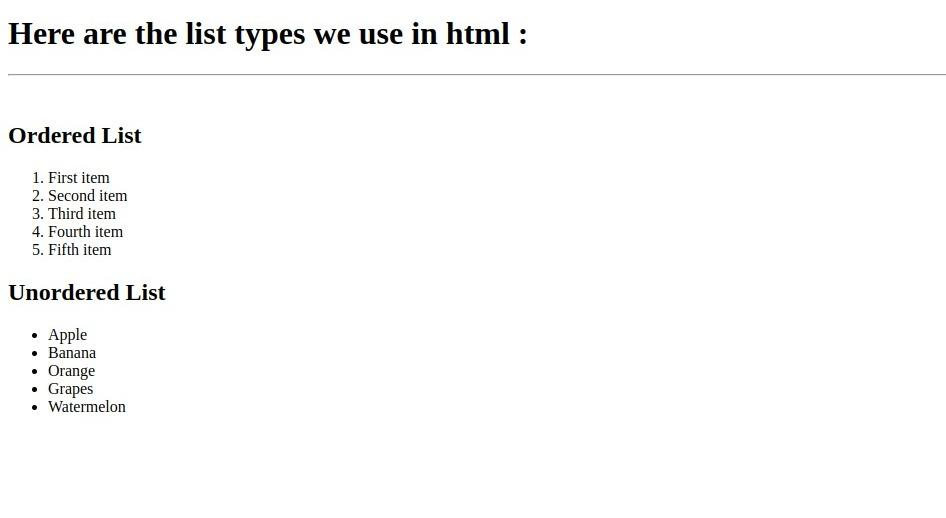 Here are the list types we use in html :
Ordered List
1. First item
2. Second item
3. Third item
4. Fourth item
5. Fifth item
Unordered List
• Apple
• Banana
• Orange
• Grapes
• Watermelon